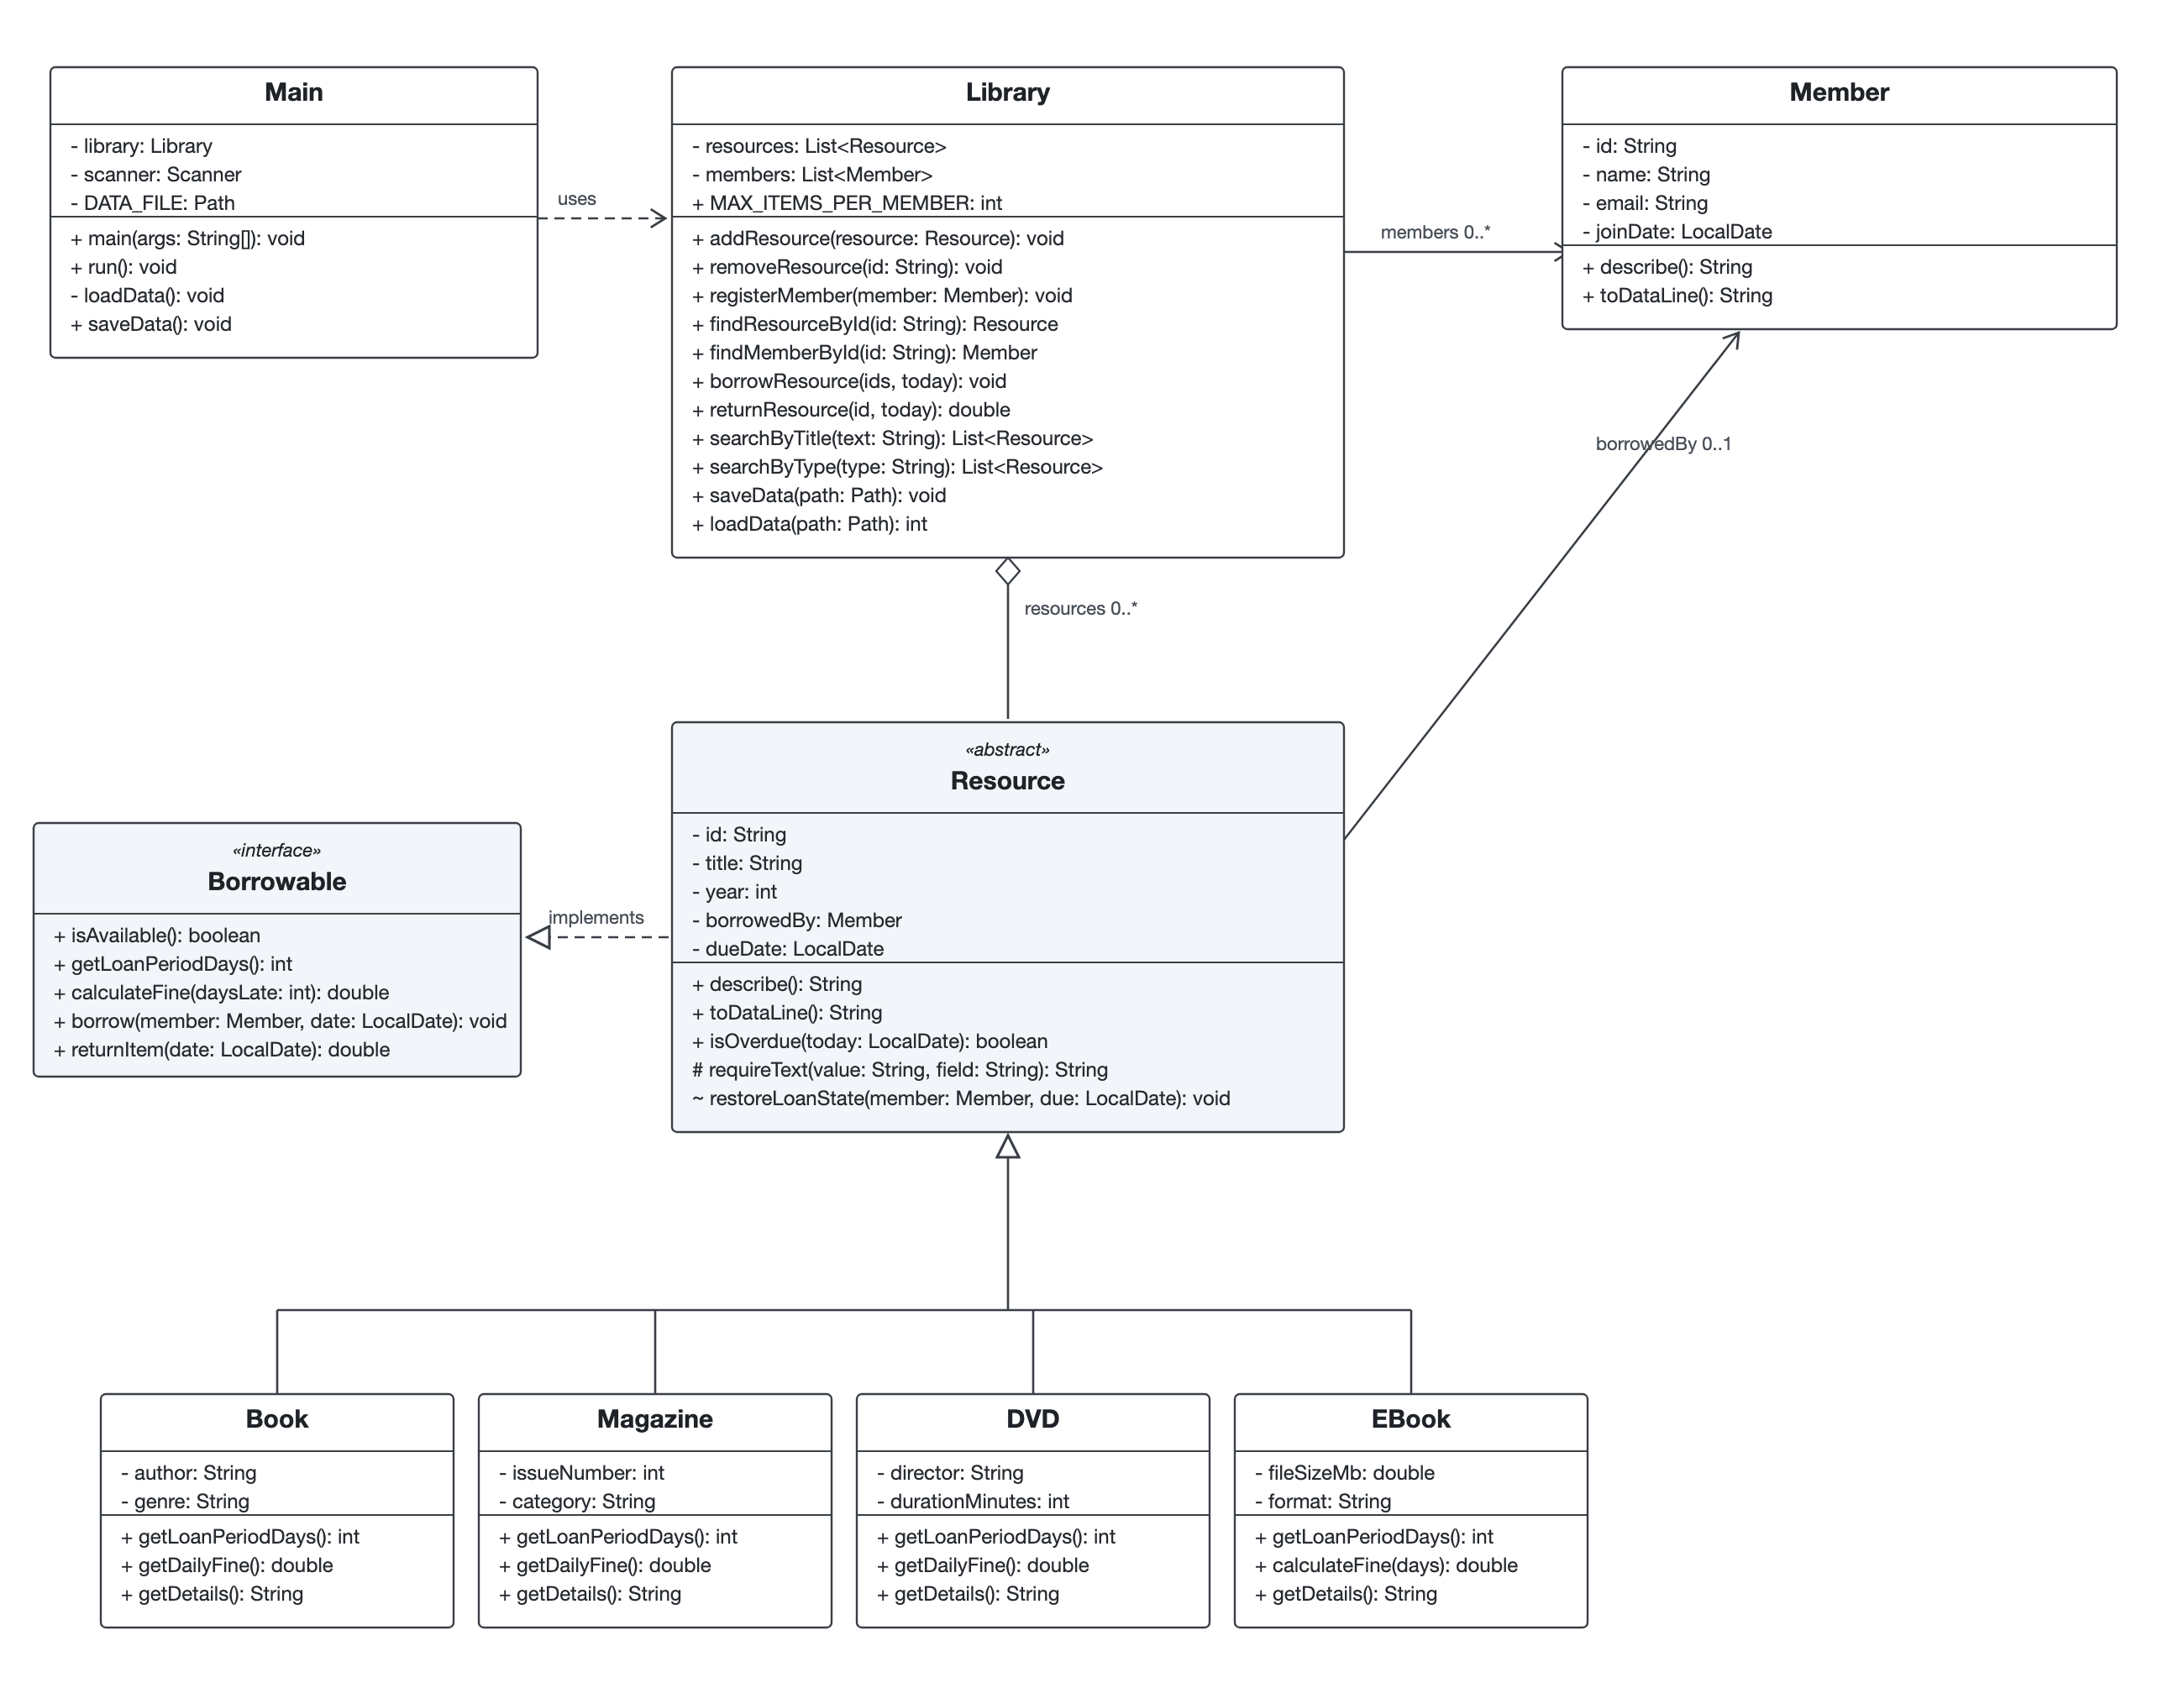 Main
- library: Library
- scanner: Scanner
- DATA_FILE: Path
+ main(args: String[]): void
+ run(): void
- loadData(): void
+ saveData(): void
uses
Library
- resources: List<Resource>
- members: List<Member>
+ MAX_ITEMS_PER_MEMBER: int
+ addResource(resource: Resource): void
+ removeResource(id: String): void
+ registerMember(member: Member): void
+ findResourceById(id: String): Resource
+ findMemberById(id: String): Member
+ borrowResource(ids, today): void
+ returnResource(id, today): double
+ searchByTitle(text: String): List<Resource>
+ searchByType(type: String): List<Resource>
+ saveData(path: Path): void
+ loadData(path: Path): int
members 0..*
Member
- id: String
- name: String
- email: String
- joinDate: LocalDate
+ describe(): String
+ toDataLine(): String
borrowedBy 0..1
resources 0..*
«interface»
Borrowable
+ isAvailable(): boolean
+ getLoanPeriodDays(): int
+ calculateFine(daysLate: int): double
+ borrow(member: Member, date: LocalDate): void
+ returnItem(date: LocalDate): double
implements
«abstract»
Resource
- id: String
- title: String
- year: int
- borrowedBy: Member
- dueDate: LocalDate
+ describe(): String
+ toDataLine(): String
+ isOverdue(today: LocalDate): boolean
# requireText(value: String, field: String): String
~ restoreLoanState(member: Member, due: LocalDate): void
Book
- author: String
- genre: String
+ getLoanPeriodDays(): int
+ getDailyFine(): double
+ getDetails(): String
Magazine
- issueNumber: int
- category: String
+ getLoanPeriodDays(): int
+ getDailyFine(): double
+ getDetails(): String
DVD
- director: String
- durationMinutes: int
+ getLoanPeriodDays(): int
+ getDailyFine(): double
+ getDetails(): String
EBook
- fileSizeMb: double
- format: String
+ getLoanPeriodDays(): int
+ calculateFine(days): double
+ getDetails(): String